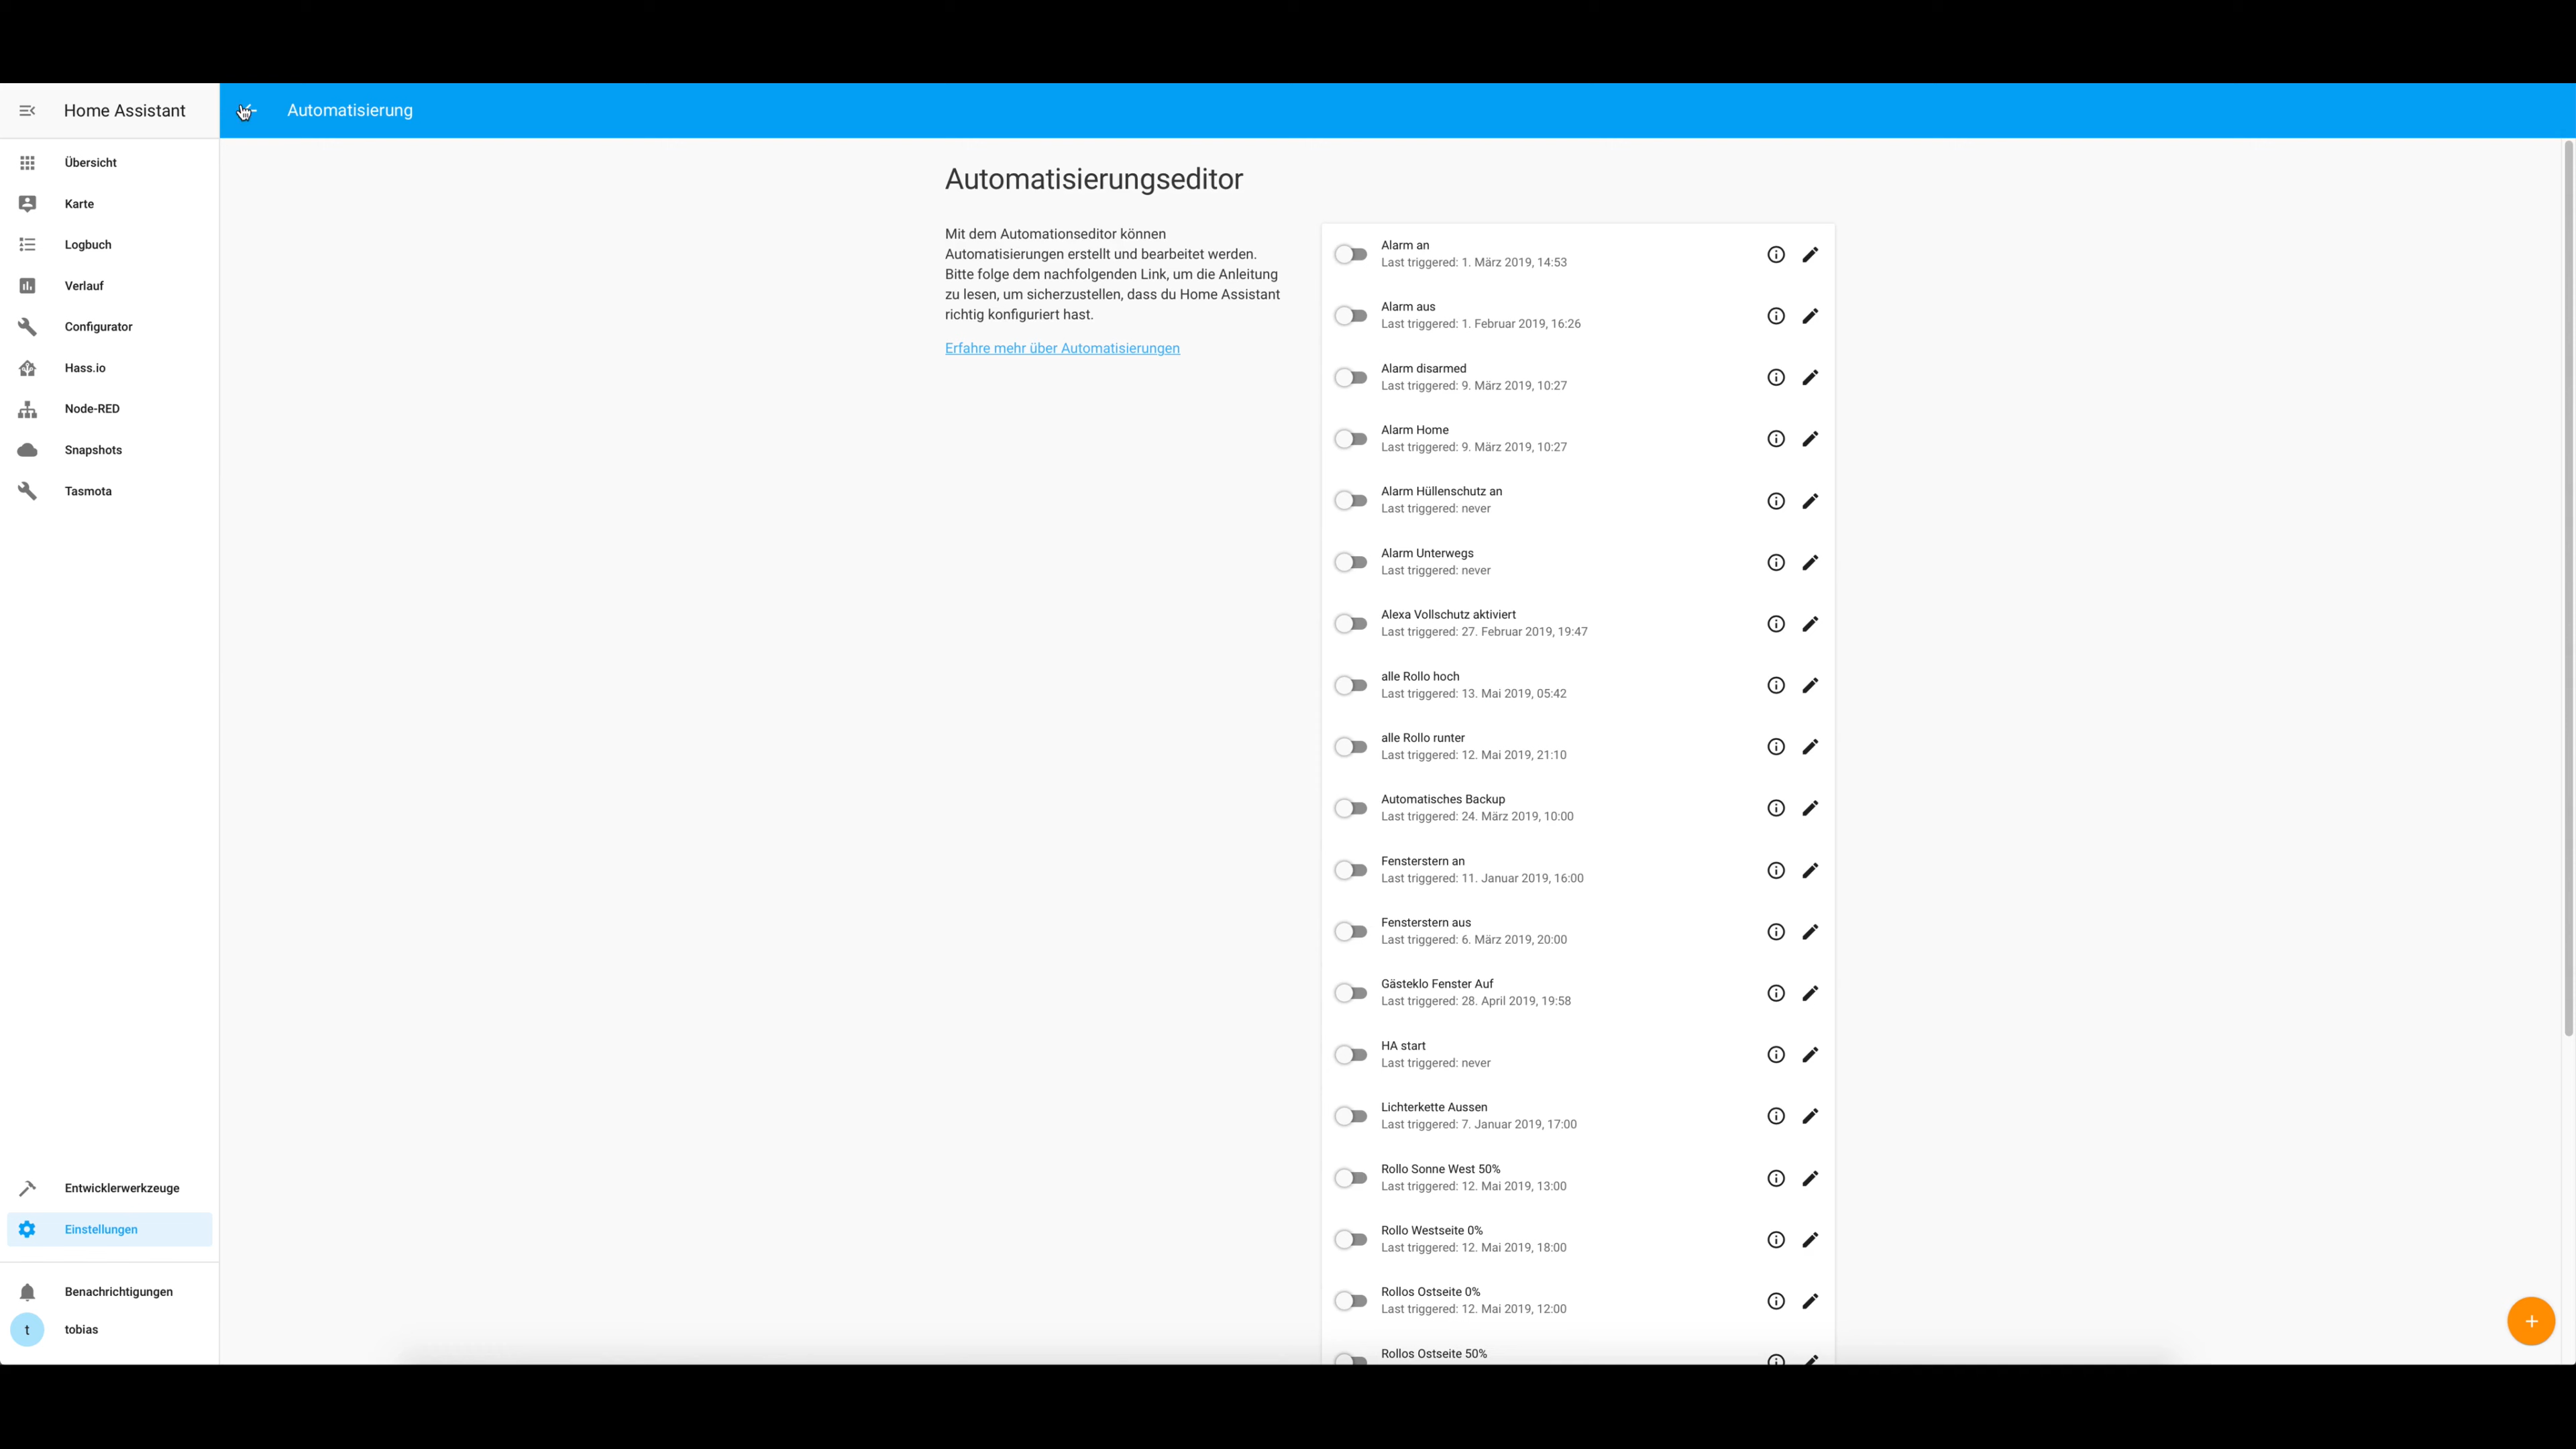 Home Assistant
Automatisierung
Übersicht
Karte
Logbuch
Verlauf
Configurator
Hass.io
Node-RED
Snapshots
Tasmota
Entwicklerwerkzeuge
Einstellungen
Benachrichtigungen
t
tobias
Automatisierungseditor
Mit dem Automationseditor können
Automatisierungen erstellt und bearbeitet werden.
Bitte folge dem nachfolgenden Link, um die Anleitung
zu lesen, um sicherzustellen, dass du Home Assistant
richtig konfiguriert hast.
Erfahre mehr über Automatisierungen
Alarm an
Last triggered: 1. März 2019, 14:53
Alarm aus
Last triggered: 1. Februar 2019, 16:26
Alarm disarmed
Last triggered: 9. März 2019, 10:27
Alarm Home
Last triggered: 9. März 2019, 10:27
Alarm Hüllenschutz an
Last triggered: never
Alarm Unterwegs
Last triggered: never
Alexa Vollschutz aktiviert
Last triggered: 27. Februar 2019, 19:47
alle Rollo hoch
Last triggered: 13. Mai 2019, 05:42
alle Rollo runter
Last triggered: 12. Mai 2019, 21:10
Automatisches Backup
Last triggered: 24. März 2019, 10:00
Fensterstern an
Last triggered: 11. Januar 2019, 16:00
Fensterstern aus
Last triggered: 6. März 2019, 20:00
Gästeklo Fenster Auf
Last triggered: 28. April 2019, 19:58
HA start
Last triggered: never
Lichterkette Aussen
Last triggered: 7. Januar 2019, 17:00
Rollo Sonne West 50%
Last triggered: 12. Mai 2019, 13:00
Rollo Westseite 0%
Last triggered: 12. Mai 2019, 18:00
Rollos Ostseite 0%
Last triggered: 12. Mai 2019, 12:00
Rollos Ostseite 50%